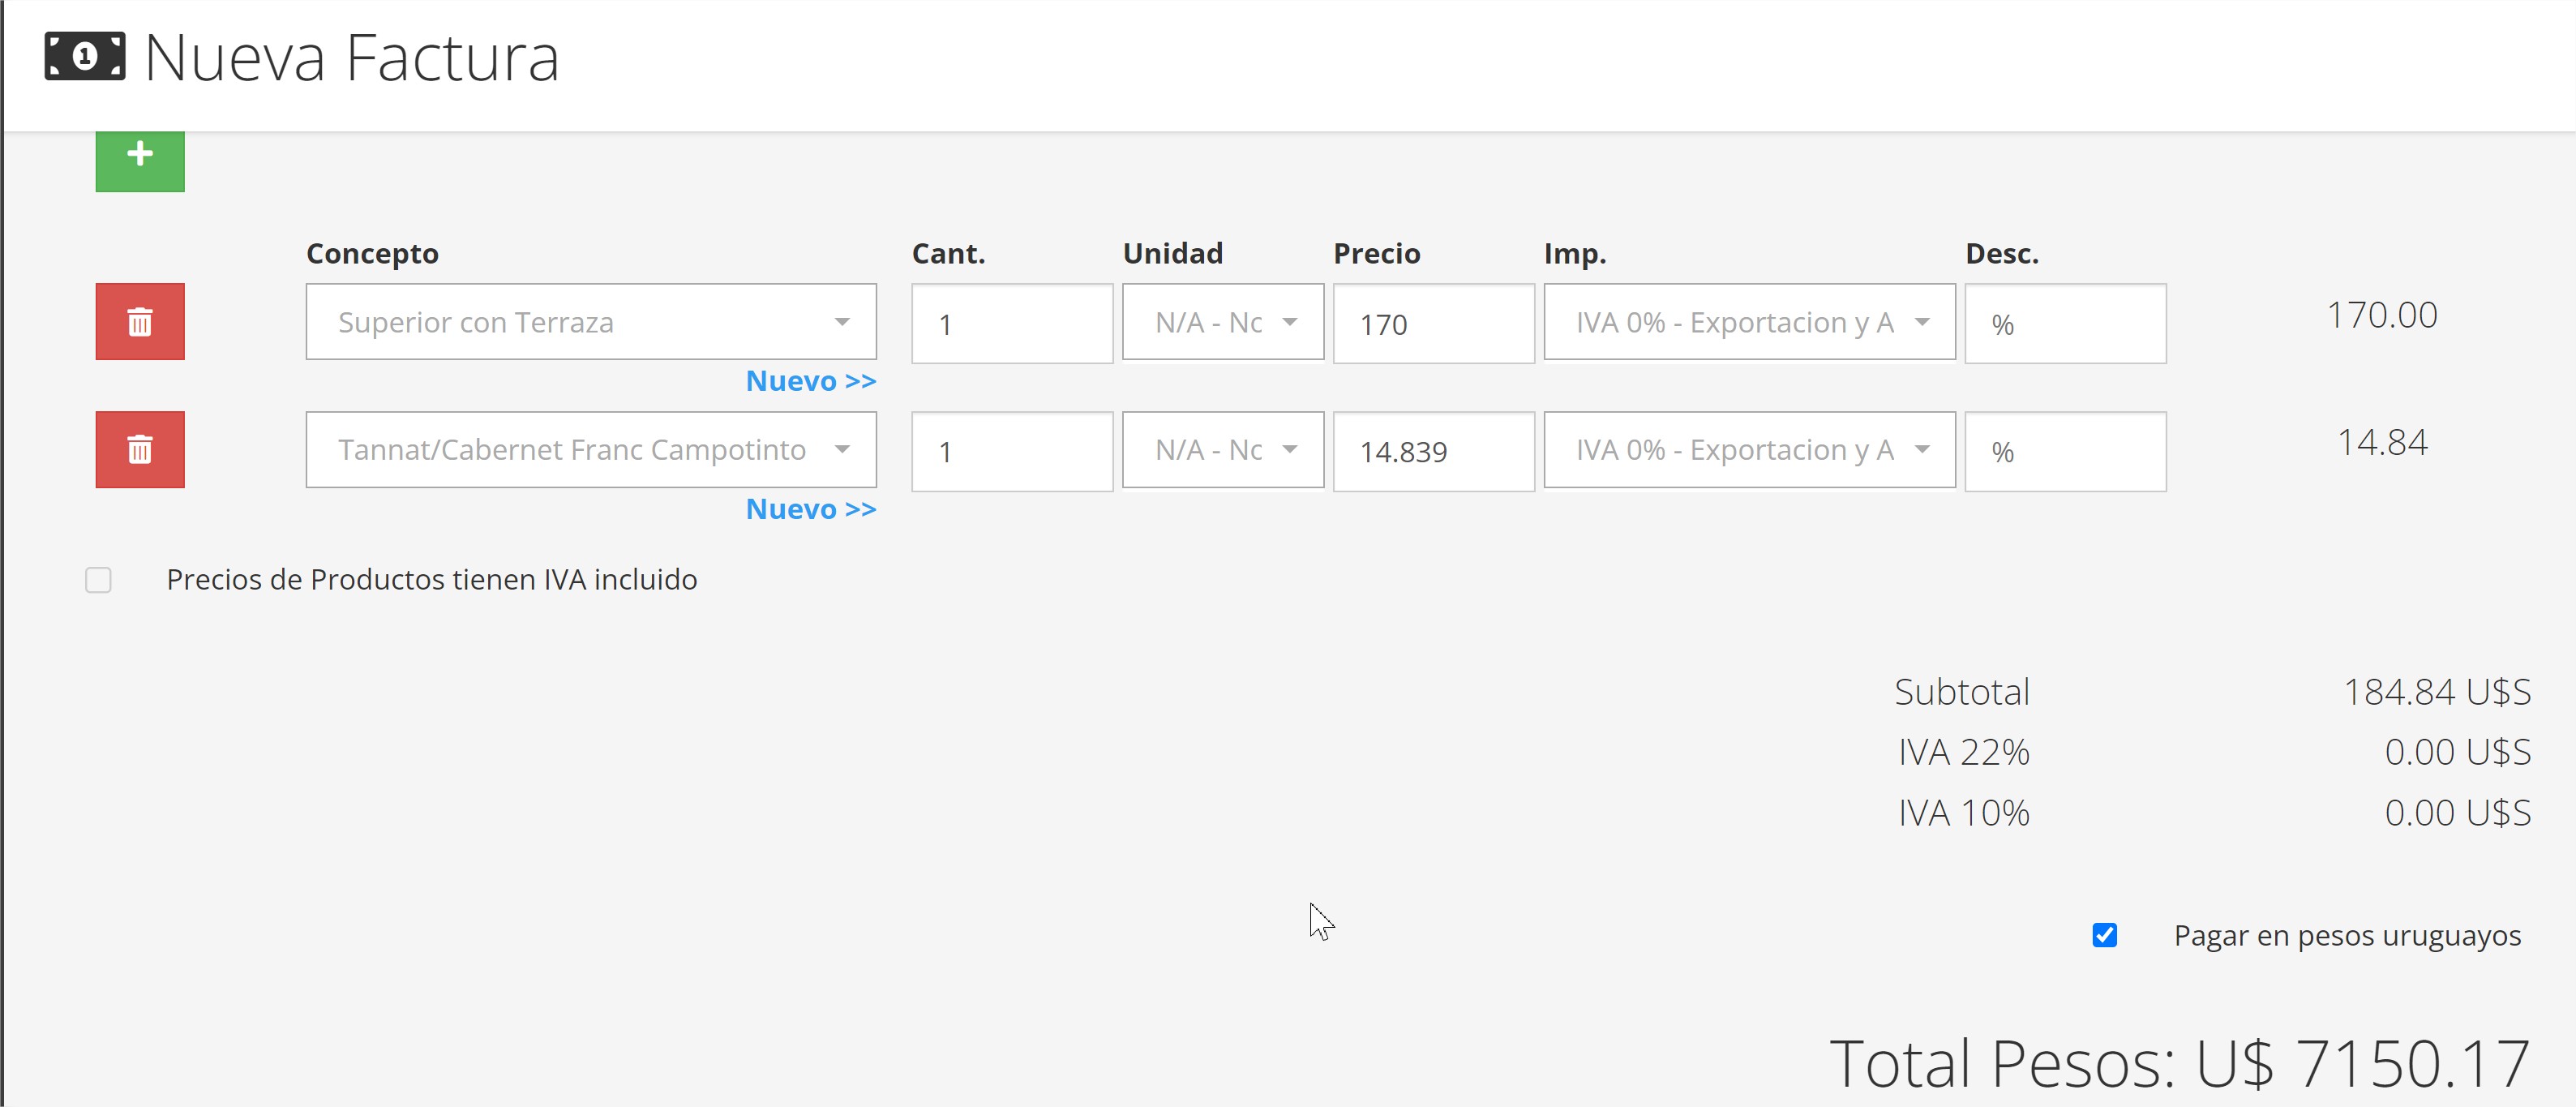 Nueva Factura
Concepto Cant. Unidad Precio Imp. Desc.
Superior con Terraza 1 N/A - Nc 170 IVA 0% - Exportacion y A % 170.00
Nuevo >>
Tannat/Cabernet Franc Campotinto 1 N/A - Nc 14.839 IVA 0% - Exportacion y A % 14.84
Nuevo >>
Precios de Productos tienen IVA incluido
Subtotal 184.84 U$S
IVA 22% 0.00 U$S
IVA 10% 0.00 U$S
Pagar en pesos uruguayos
Total Pesos: U$ 7150.17